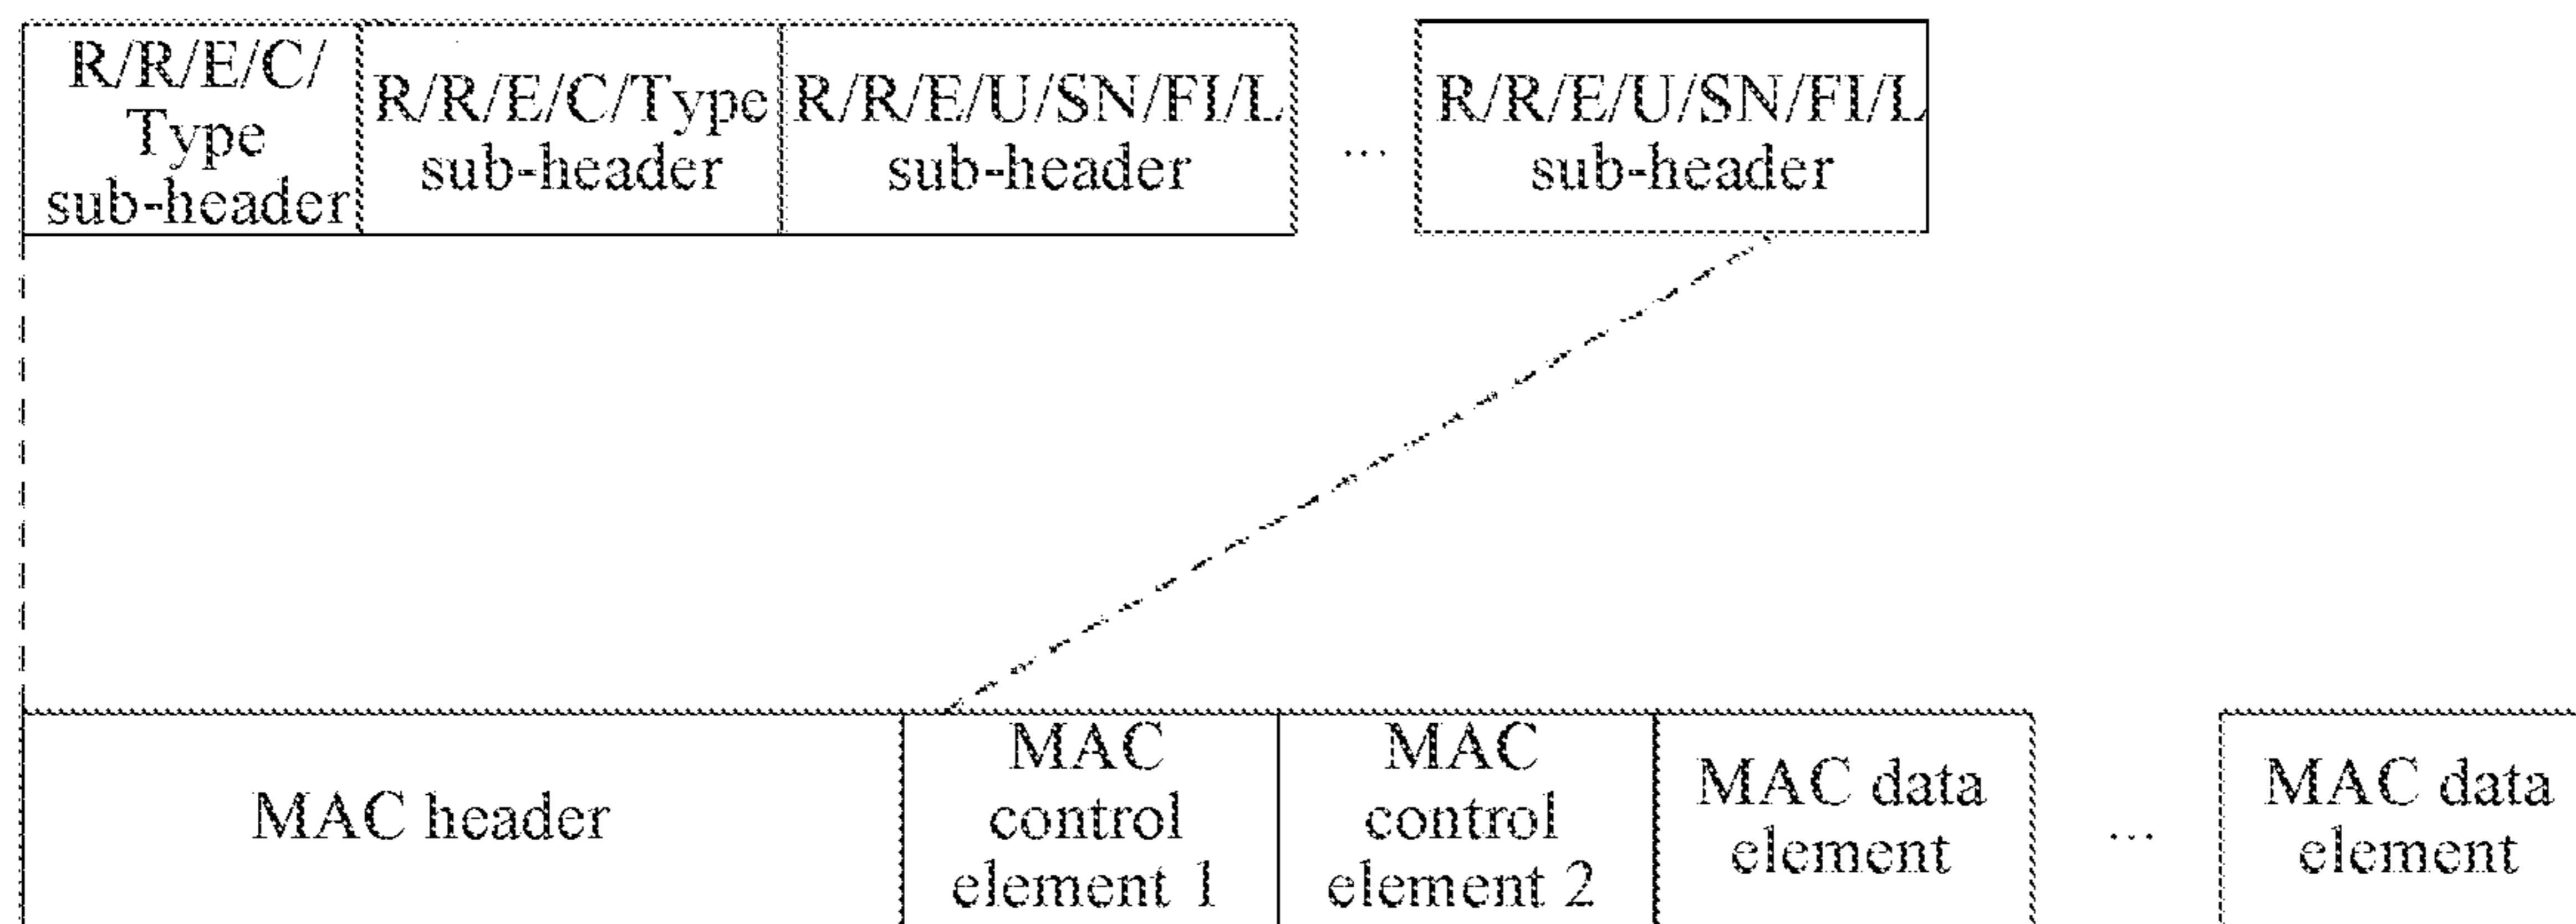 R/R/E/C/
Type
sub-header
R/R/E/C/Type
sub-header
R/R/E/U/SN/FI/L
sub-header
...
R/R/E/U/SN/FI/L
sub-header
MAC header
MAC
control
element 1
MAC
control
element 2
MAC data
element
...
MAC data
element